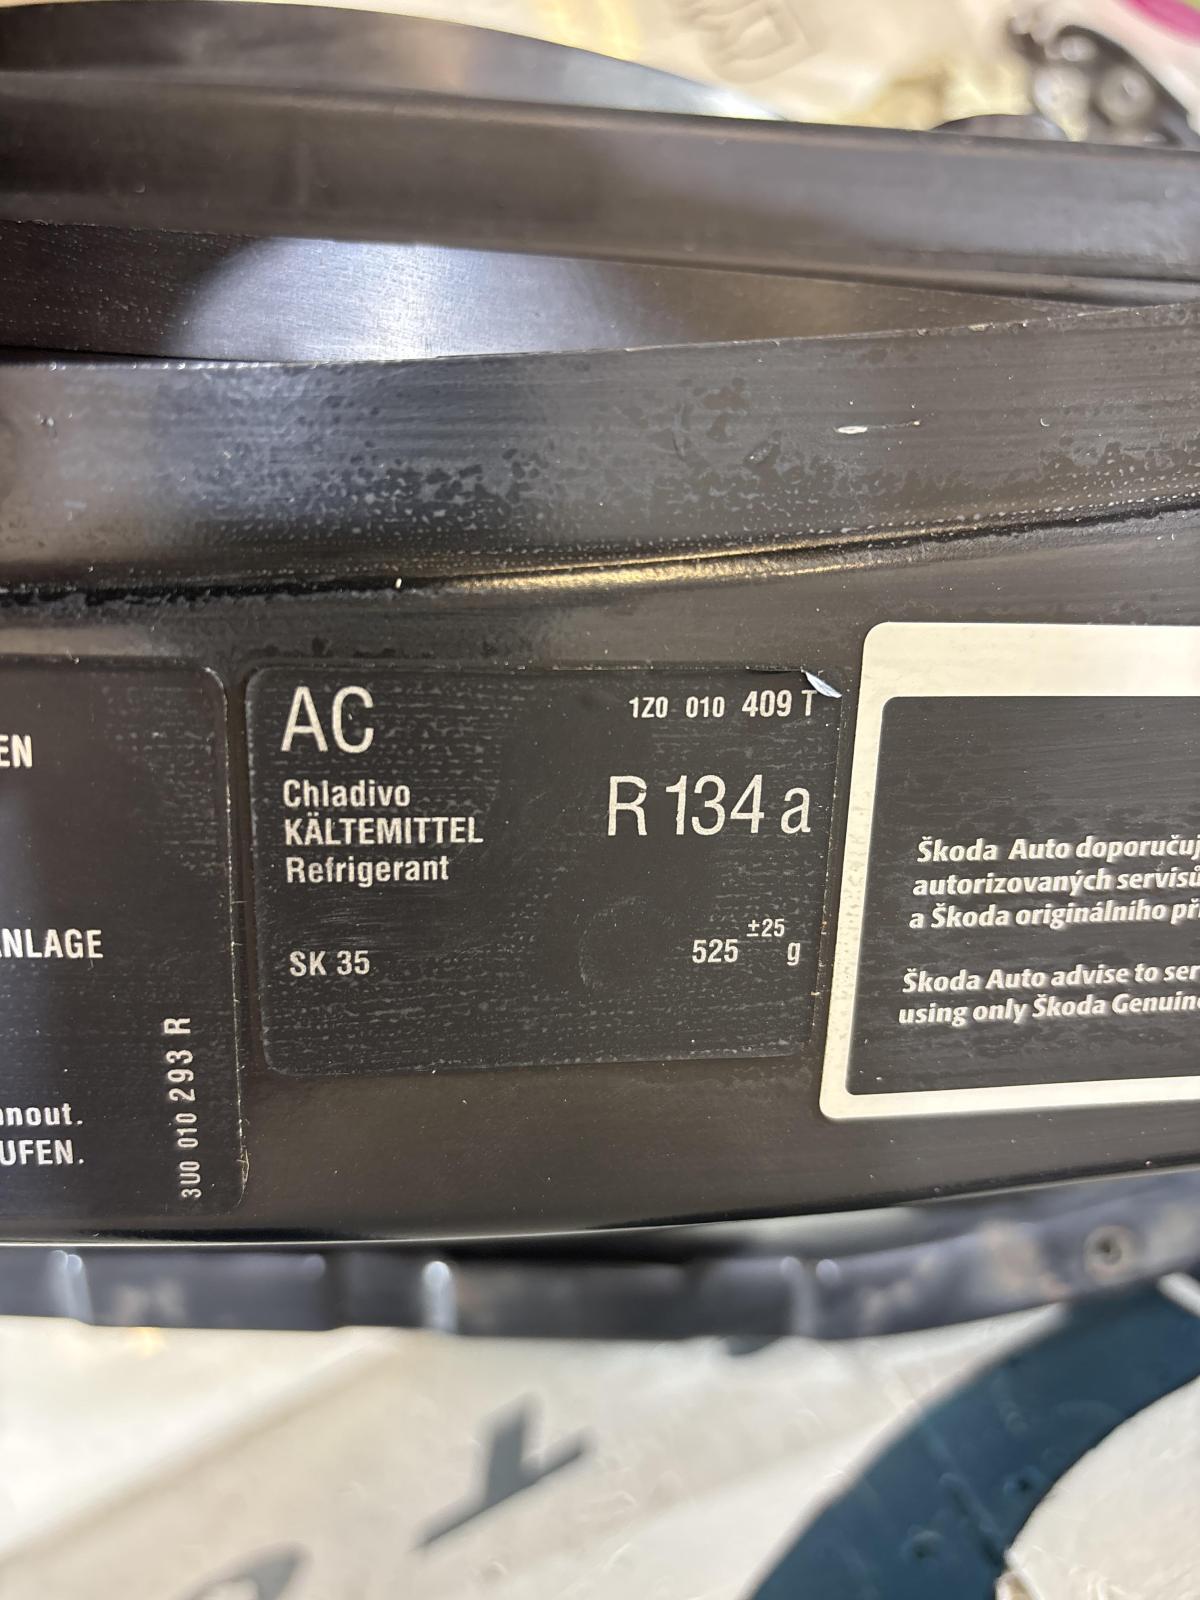 EN
ANLAGE
nnout.
UFEN.
3U0 010 293 R
AC
1Z0 010 409 T
Chladivo
KÄLTEMITTEL
Refrigerant
R 134 a
SK 35
525 ±25 g
Škoda Auto doporučuj
autorizovaných servisů
a Škoda originálního př
Škoda Auto advise to ser
using only Škoda Genuine